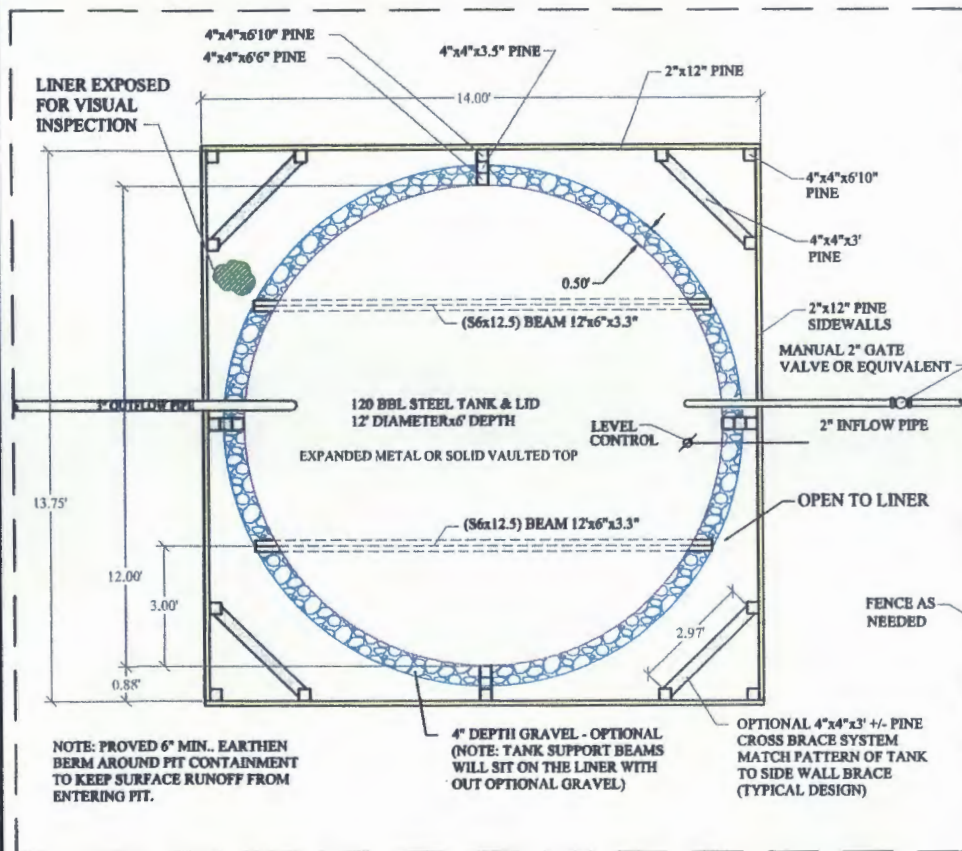 4"x4"x6'10" PINE
4"x4"x6'6" PINE
4"x4"x3.5" PINE
2"x12" PINE
LINER EXPOSED
FOR VISUAL
INSPECTION
14.00'
4"x4"x6'10"
PINE
4"x4"x3'
PINE
0.50'
(S6x12.5) BEAM 12'x6"x3.3"
2"x12" PINE
SIDEWALLS
MANUAL 2" GATE
VALVE OR EQUIVALENT
3" OUTFLOW PIPE
120 BBL STEEL TANK & LID
12' DIAMETERx6' DEPTH
LEVEL
CONTROL
2" INFLOW PIPE
EXPANDED METAL OR SOLID VAULTED TOP
13.75'
OPEN TO LINER
(S6x12.5) BEAM 12'x6"x3.3"
12.00'
3.00'
FENCE AS
NEEDED
2.97'
0.88'
NOTE: PROVED 6" MIN., EARTHEN
BERM AROUND PIT CONTAINMENT
TO KEEP SURFACE RUNOFF FROM
ENTERING PIT.
4" DEPTH GRAVEL - OPTIONAL
(NOTE: TANK SUPPORT BEAMS
WILL SIT ON THE LINER WITH
OUT OPTIONAL GRAVEL)
OPTIONAL 4"x4"x3' +/- PINE
CROSS BRACE SYSTEM
MATCH PATTERN OF TANK
TO SIDE WALL BRACE
(TYPICAL DESIGN)